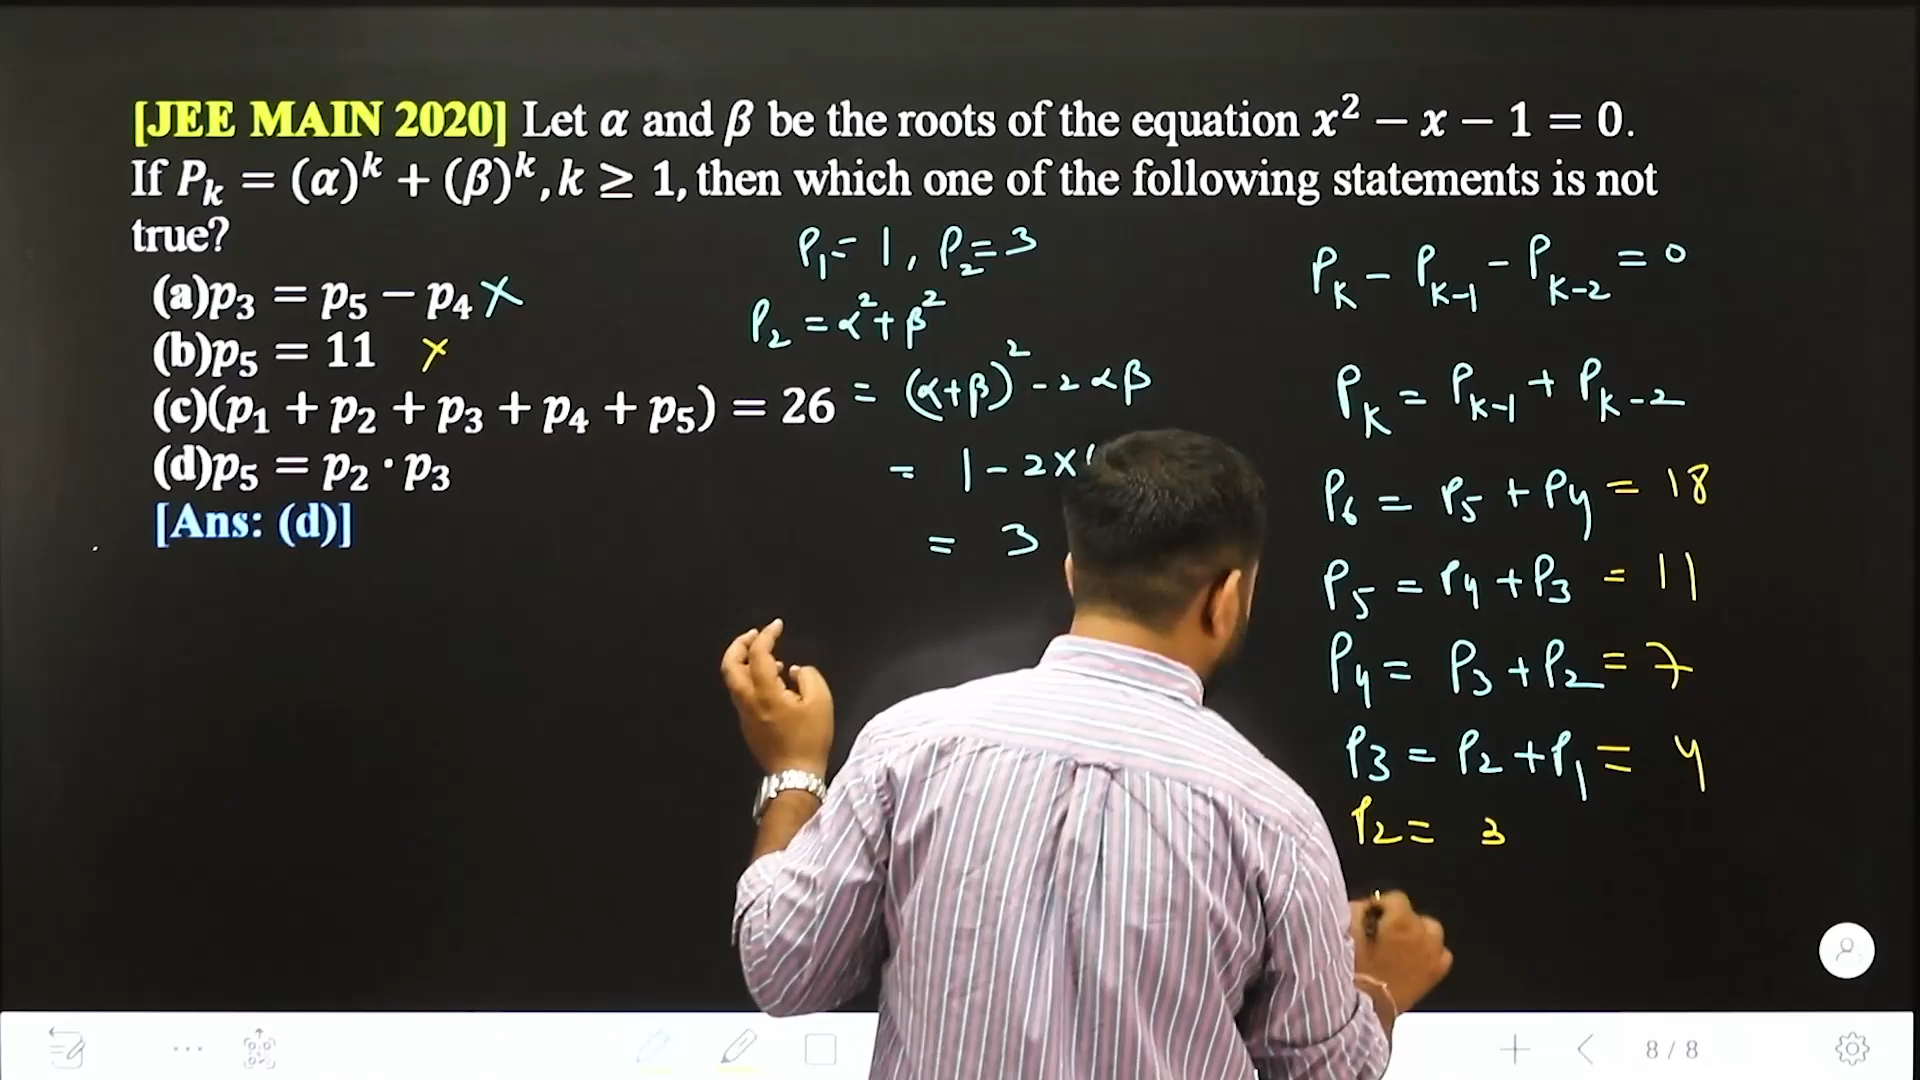 [JEE MAIN 2020] Let α and β be the roots of the equation x² − x − 1 = 0.
If Pₖ = (α)ᵏ + (β)ᵏ, k ≥ 1, then which one of the following statements is not
true?
(a)p₃ = p₅ − p₄ ×
(b)p₅ = 11 ×
(c)(p₁ + p₂ + p₃ + p₄ + p₅) = 26
(d)p₅ = p₂ · p₃
[Ans: (d)]
P₁ = 1, P₂ = 3
P₂ = α² + β²
= (α+β)² - 2αβ
= 1 - 2×
= 3
Pₖ - Pₖ₋₁ - Pₖ₋₂ = 0
Pₖ = Pₖ₋₁ + Pₖ₋₂
P₆ = P₅ + P₄ = 18
P₅ = P₄ + P₃ = 11
P₄ = P₃ + P₂ = 7
P₃ = P₂ + P₁ = 4
P₂ = 3
8 / 8